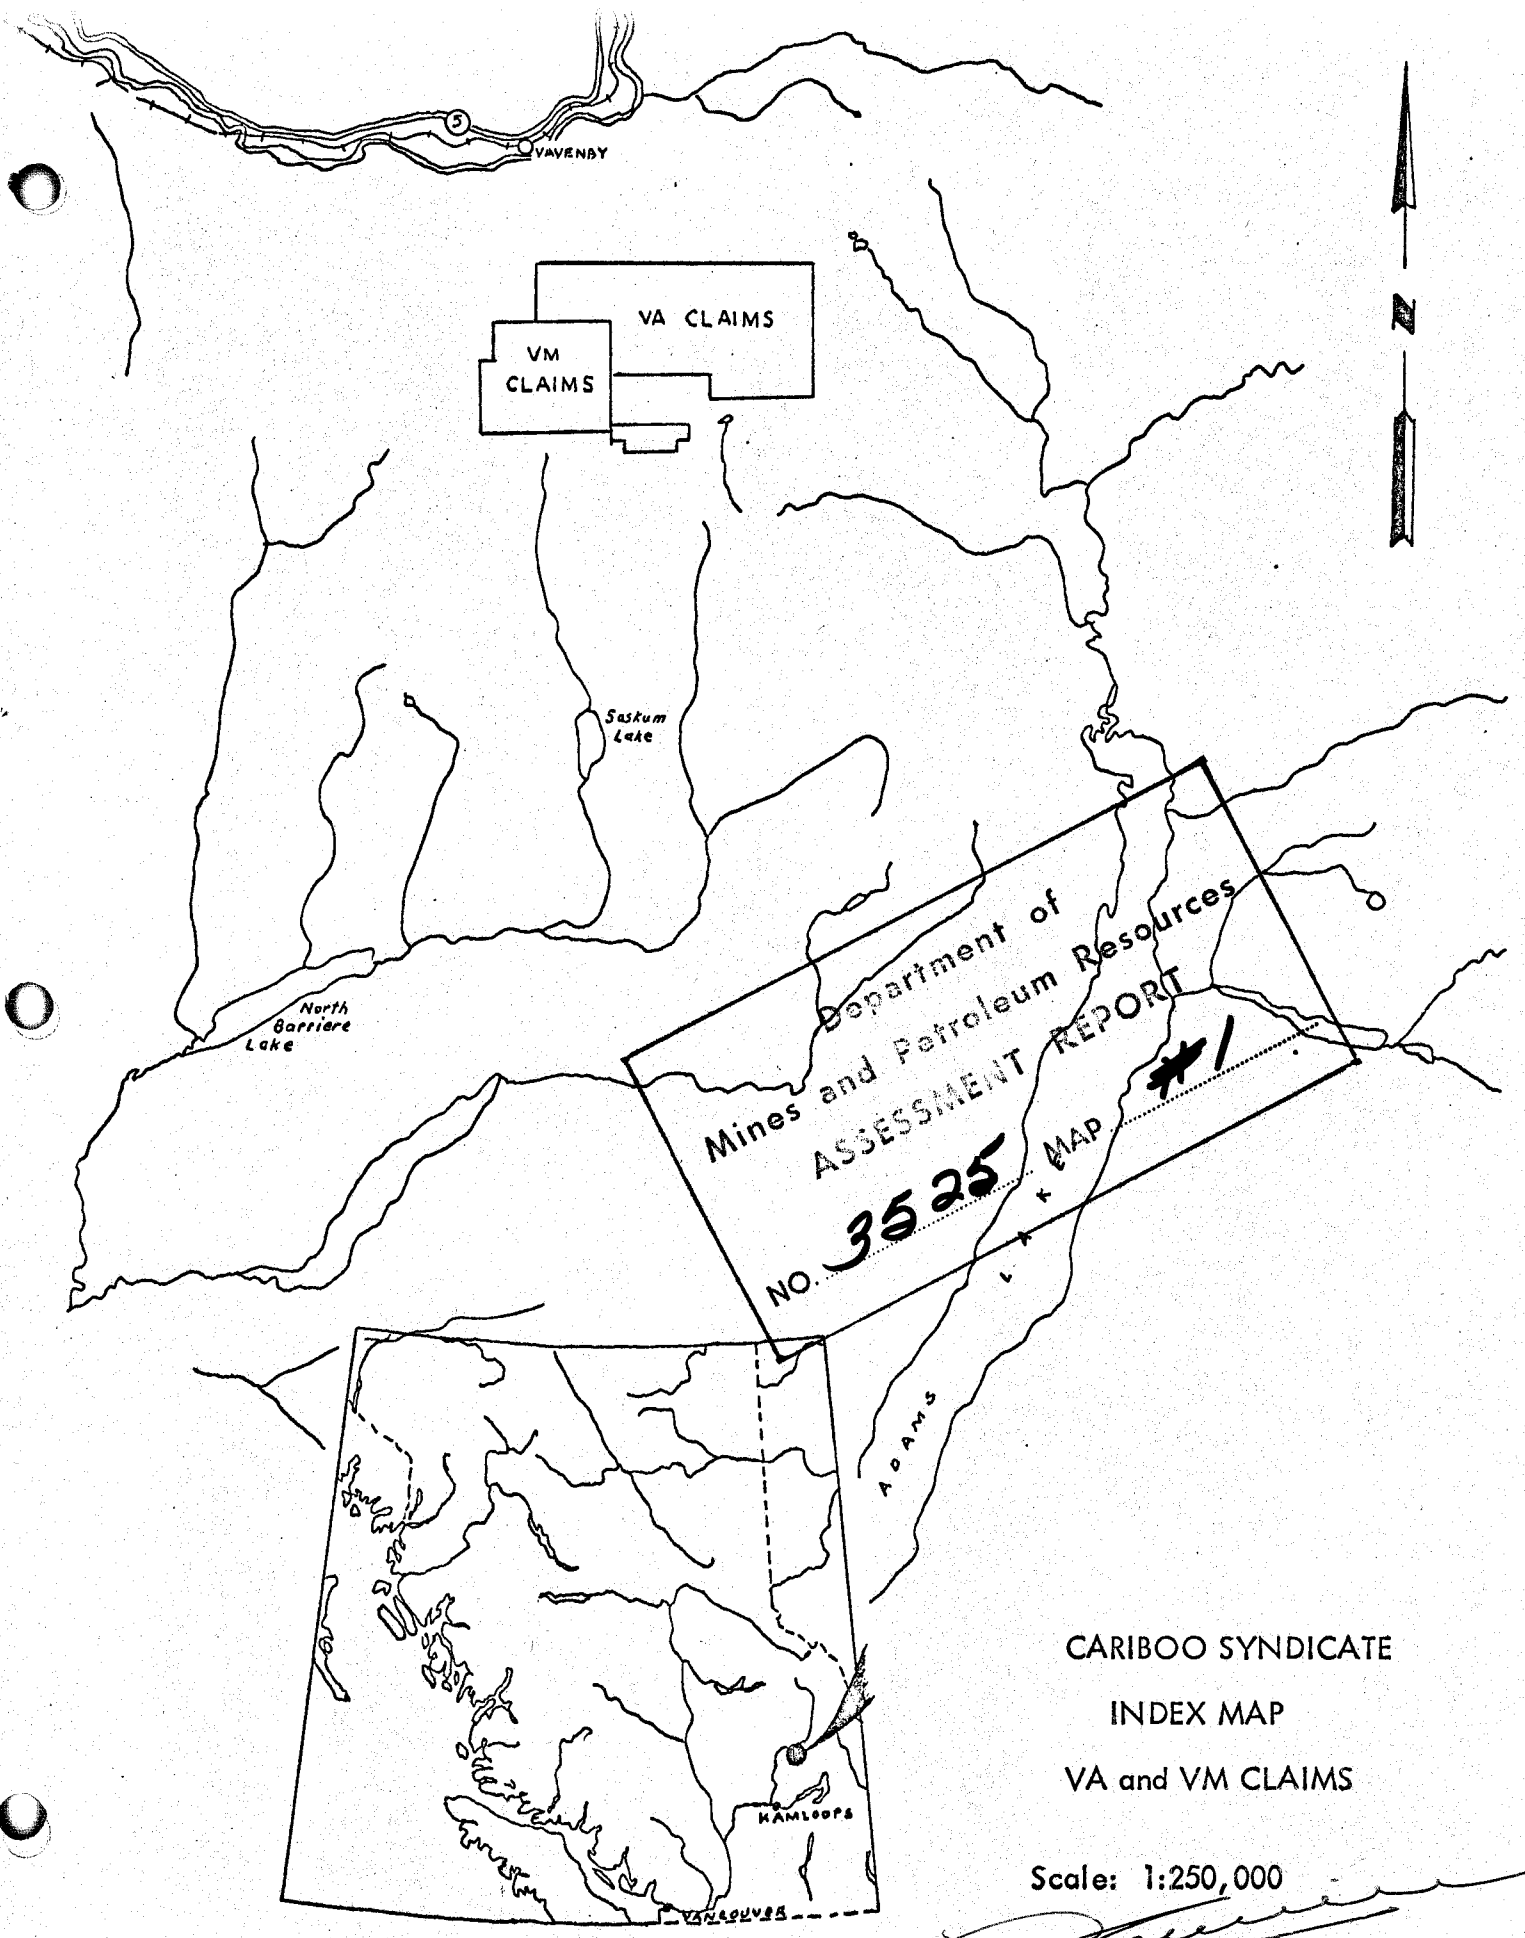 5
VAVENBY
VA CLAIMS
VM
CLAIMS
N
Saskum
Lake
North
Barriere
Lake
Department of
Mines and Petroleum Resources
ASSESSMENT REPORT
NO. 3525 MAP #1
ADAMS LAKE
KAMLOOPS
VANCOUVER
CARIBOO SYNDICATE
INDEX MAP
VA and VM CLAIMS
Scale: 1:250,000